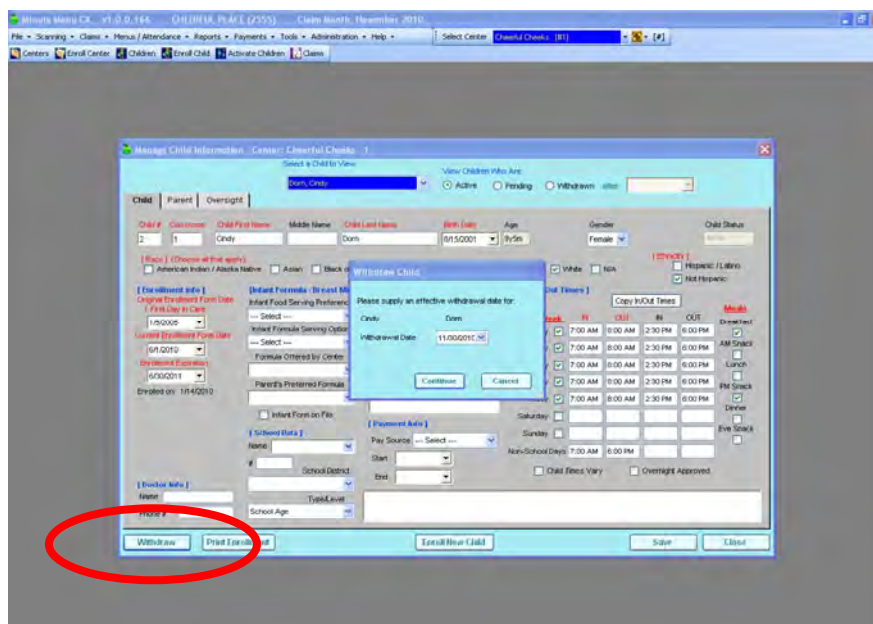 Minute Menu CX v1.0.0.164 CHEERFUL PLACE (2555) Claim Month: November 2010
File Scanning Claims Menus / Attendance Reports Payments Tools Administration Help Select Center Cheerful Cheeks [#1] [#]
Centers Enroll Center Children Enroll Child Activate Children Claims
Manage Child Information Center: Cheerful Cheeks 1
Select a Child to View
View Children Who Are
Dorn, Cindy Active Pending Withdrawn after
Child Parent Oversight
Child # Classroom Child First Name Middle Name Child Last Name Birth Date Age Gender Child Status
2 1 Cindy Dorn 6/15/2001 9y5m Female
[ Race ] (Choose all that apply) [ Ethnicity ]
American Indian / Alaska Native Asian Black White N/A Hispanic / Latino
Not Hispanic
Withdraw Child
Please supply an effective withdrawal date for:
Cindy Dorn
Withdrawal Date 11/30/2010
Continue Cancel
[ Enrollment Info ]
Original Enrollment Form Date
/ First Day In Care
1/5/2005
Current Enrollment Form Date
6/1/2010
Enrollment Expiration
6/30/2011
Enrolled on: 1/14/2010
[Infant Formula - Breast
Infant Food Serving
--- Select ---
Infant Formula Serving
--- Select ---
Formula Offered by Center
Parent's Preferred Formula
Infant Form on File
Out Times ]
Copy In/Out Times
IN OUT IN OUT
7:00 AM 8:00 AM 2:30 PM 6:00 PM
7:00 AM 8:00 AM 2:30 PM 6:00 PM
7:00 AM 8:00 AM 2:30 PM 6:00 PM
7:00 AM 8:00 AM 2:30 PM 6:00 PM
7:00 AM 8:00 AM 2:30 PM 6:00 PM
Saturday
Sunday
Non-School Days 7:00 AM 6:00 PM
Child Times Vary Overnight Approved
Meals
Breakfast
AM Snack
Lunch
PM Snack
Dinner
Eve Snack
[ School Data ]
Name
#
School District
Type/Level
School Age
[ Payment Info ]
Pay Source --- Select ---
Start
End
[ Doctor Info ]
Name
Phone #
Withdraw Print Enrollment Enroll New Child Save Close